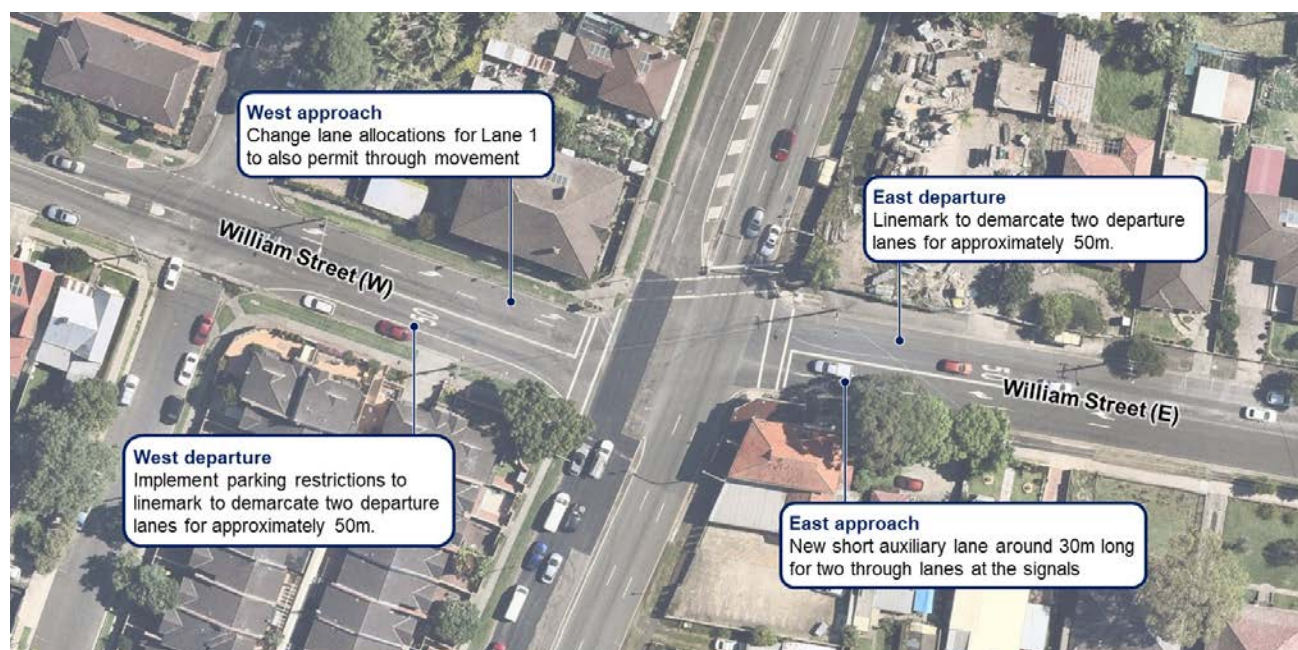 West approach
Change lane allocations for Lane 1
to also permit through movement
East departure
Linemark to demarcate two departure
lanes for approximately 50m.
William Street (W)
50
50
William Street (E)
West departure
Implement parking restrictions to
linemark to demarcate two departure
lanes for approximately 50m.
East approach
New short auxiliary lane around 30m long
for two through lanes at the signals